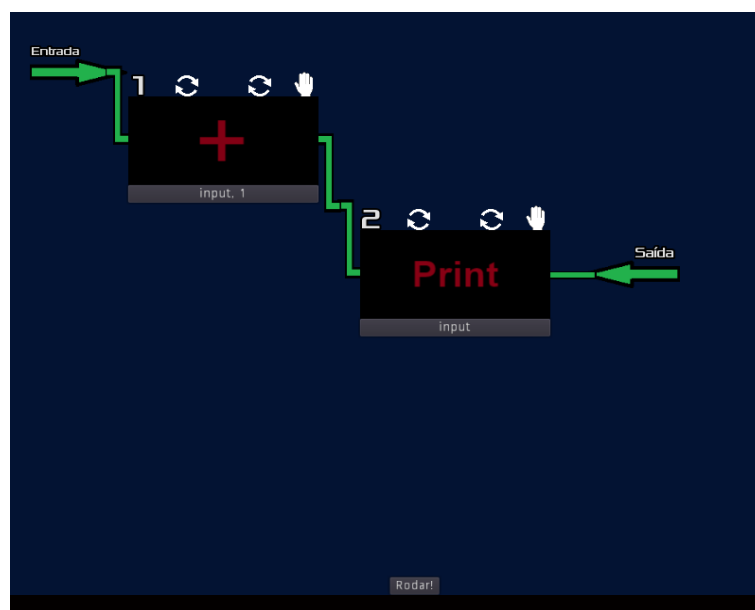 Entrada
1
+
input, 1
2
Print
Saída
input
Rodar!